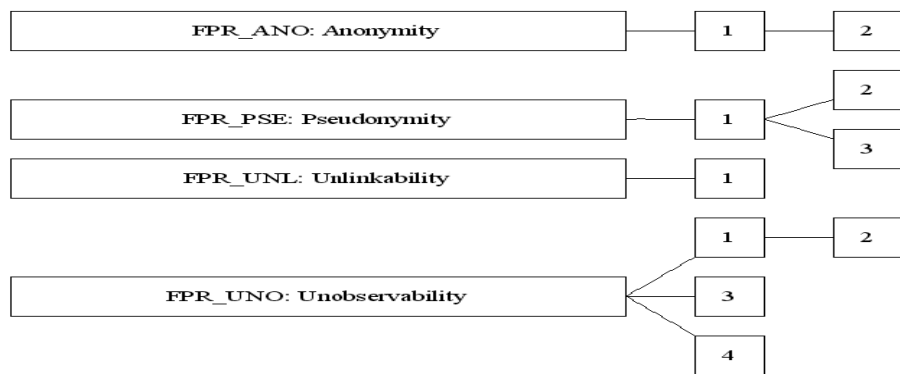 FPR_ANO: Anonymity 1 2
2
FPR_PSE: Pseudonymity 1
3
FPR_UNL: Unlinkability 1
1 2
FPR_UNO: Unobservability 3
4